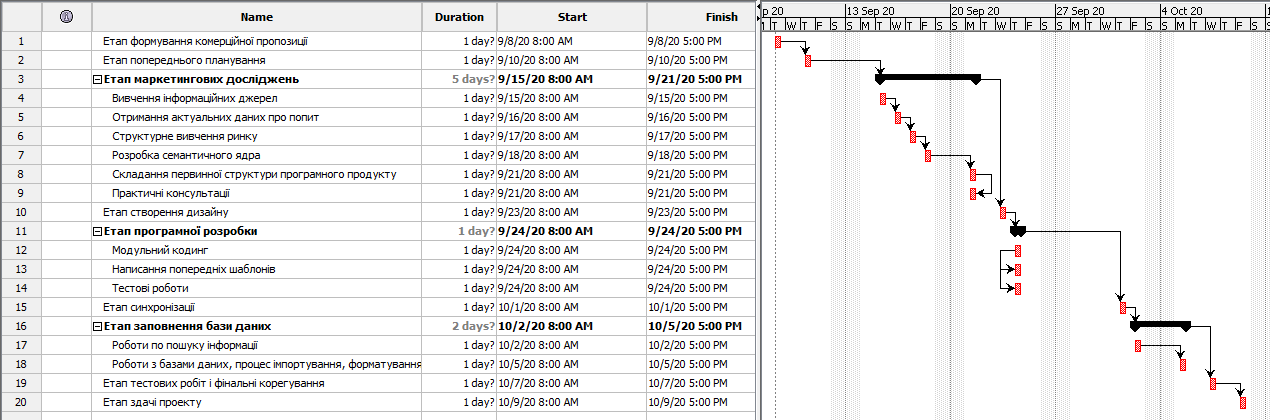 Name Duration Start Finish
p 20 13 Sep 20 20 Sep 20 27 Sep 20 4 Oct 20 1
T W T F S S M T W T F S S M T W T F S S M T W T F S S M T W T F S
1 Етап формування комерційної пропозиції 1 day? 9/8/20 8:00 AM 9/8/20 5:00 PM
2 Етап попереднього планування 1 day? 9/10/20 8:00 AM 9/10/20 5:00 PM
3 Етап маркетингових досліджень 5 days? 9/15/20 8:00 AM 9/21/20 5:00 PM
4 Вивчення інформаційних джерел 1 day? 9/15/20 8:00 AM 9/15/20 5:00 PM
5 Отримання актуальних даних про попит 1 day? 9/16/20 8:00 AM 9/16/20 5:00 PM
6 Структурне вивчення ринку 1 day? 9/17/20 8:00 AM 9/17/20 5:00 PM
7 Розробка семантичного ядра 1 day? 9/18/20 8:00 AM 9/18/20 5:00 PM
8 Складання первинної структури програмного продукту 1 day? 9/21/20 8:00 AM 9/21/20 5:00 PM
9 Практичні консультації 1 day? 9/21/20 8:00 AM 9/21/20 5:00 PM
10 Етап створення дизайну 1 day? 9/23/20 8:00 AM 9/23/20 5:00 PM
11 Етап програмної розробки 1 day? 9/24/20 8:00 AM 9/24/20 5:00 PM
12 Модульний кодинг 1 day? 9/24/20 8:00 AM 9/24/20 5:00 PM
13 Написання попередніх шаблонів 1 day? 9/24/20 8:00 AM 9/24/20 5:00 PM
14 Тестові роботи 1 day? 9/24/20 8:00 AM 9/24/20 5:00 PM
15 Етап синхронізації 1 day? 10/1/20 8:00 AM 10/1/20 5:00 PM
16 Етап заповнення бази даних 2 days? 10/2/20 8:00 AM 10/5/20 5:00 PM
17 Роботи по пошуку інформації 1 day? 10/2/20 8:00 AM 10/2/20 5:00 PM
18 Роботи з базами даних, процес імпортування, форматування 1 day? 10/5/20 8:00 AM 10/5/20 5:00 PM
19 Етап тестових робіт і фінальні корегування 1 day? 10/7/20 8:00 AM 10/7/20 5:00 PM
20 Етап здачі проекту 1 day? 10/9/20 8:00 AM 10/9/20 5:00 PM